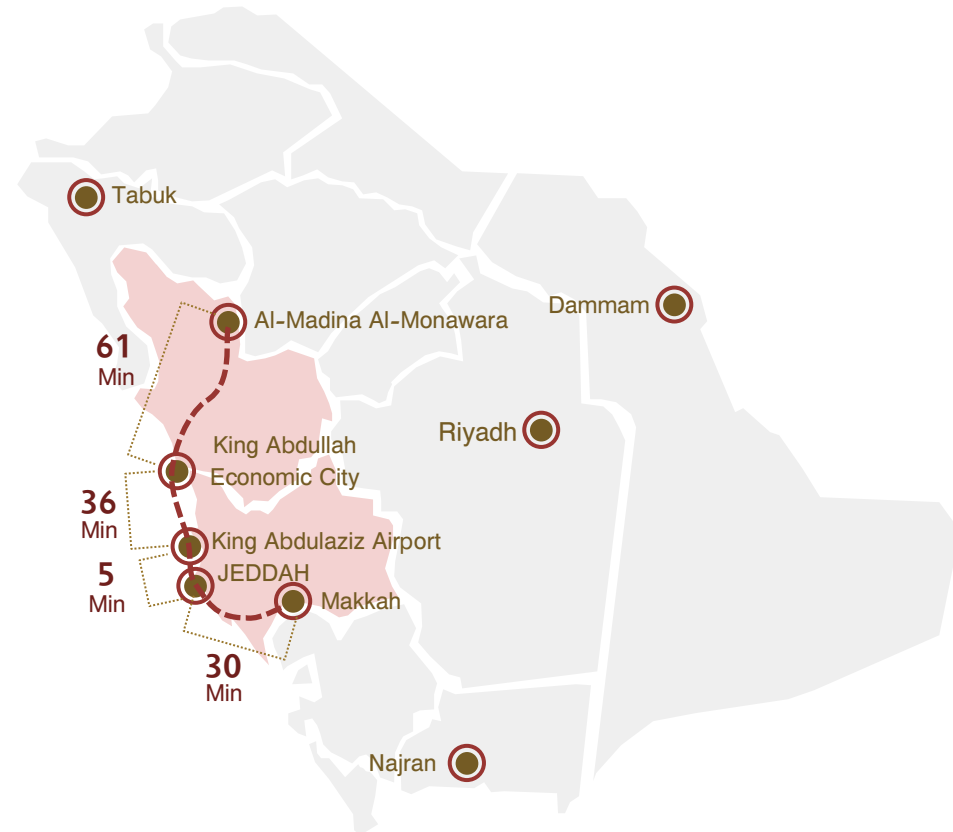 Tabuk
Dammam
Al-Madina Al-Monawara
61
Min
Riyadh
King Abdullah
Economic City
36
Min
King Abdulaziz Airport
JEDDAH
5
Min
Makkah
30
Min
Najran